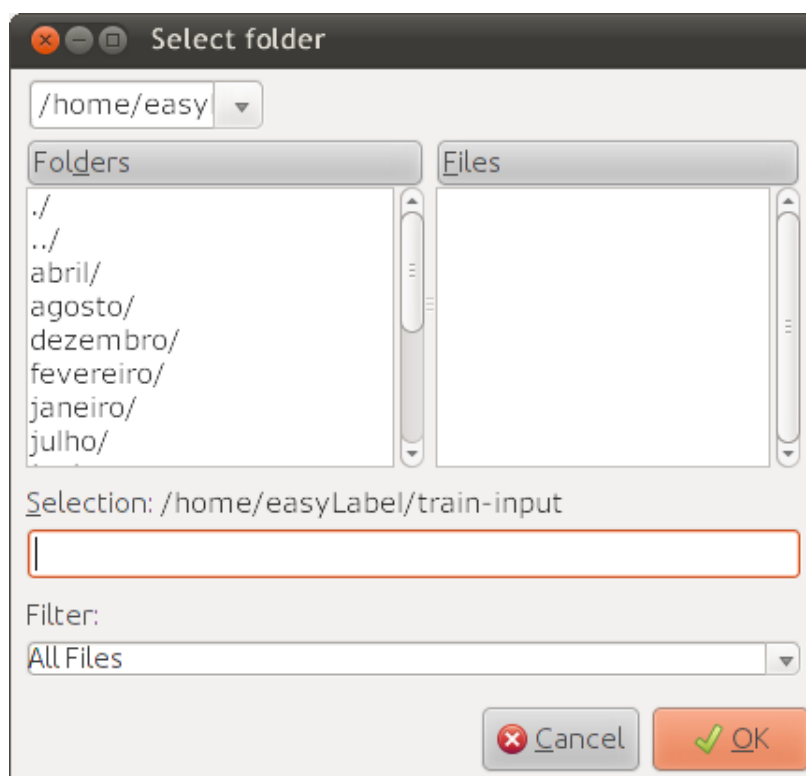 Select folder
/home/easyl
Folders
Files
./
../
abril/
agosto/
dezembro/
fevereiro/
janeiro/
julho/
Selection: /home/easyLabel/train-input
Filter:
All Files
Cancel
OK